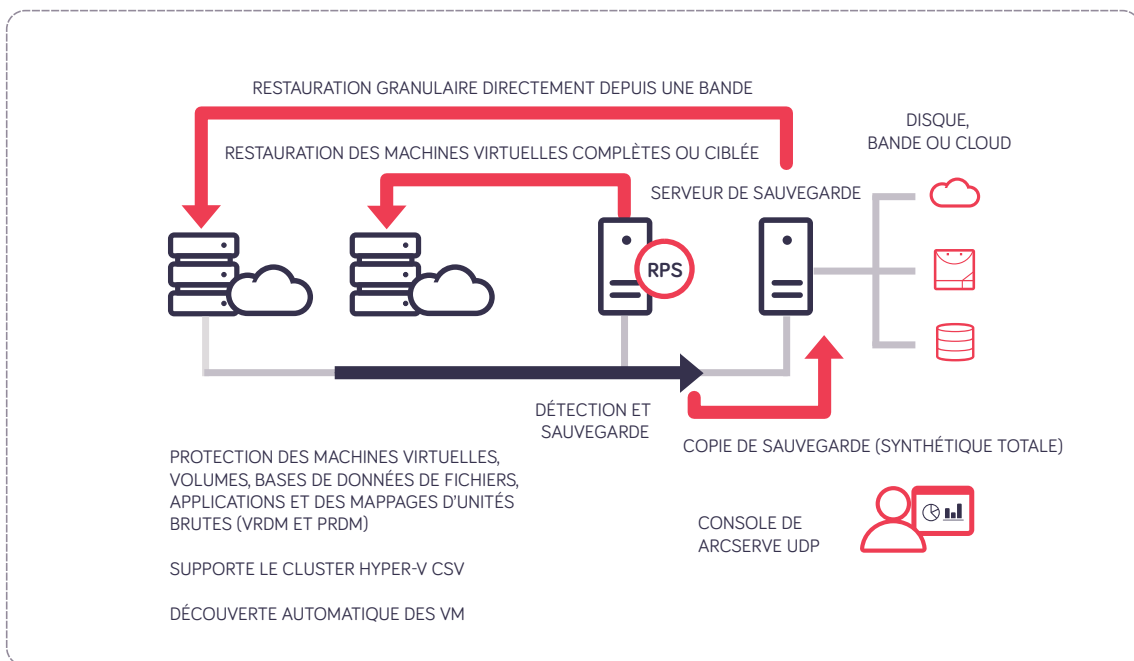 RESTAURATION GRANULAIRE DIRECTEMENT DEPUIS UNE BANDE
DISQUE,
BANDE OU CLOUD
RESTAURATION DES MACHINES VIRTUELLES COMPLÈTES OU CIBLÉE
SERVEUR DE SAUVEGARDE
RPS
DÉTECTION ET
SAUVEGARDE
COPIE DE SAUVEGARDE (SYNTHÉTIQUE TOTALE)
PROTECTION DES MACHINES VIRTUELLES,
VOLUMES, BASES DE DONNÉES DE FICHIERS,
APPLICATIONS ET DES MAPPAGES D'UNITÉS
BRUTES (VRDM ET PRDM)
CONSOLE DE
ARCSERVE UDP
SUPPORTE LE CLUSTER HYPER-V CSV
DÉCOUVERTE AUTOMATIQUE DES VM